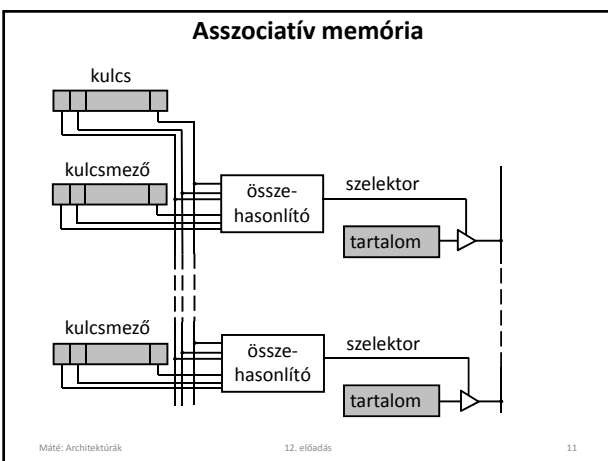 Asszociatív memória
kulcs
kulcsmező
össze-
hasonlító
szelektor
tartalom
kulcsmező
össze-
hasonlító
szelektor
tartalom
Máté: Architektúrák
12. előadás
11